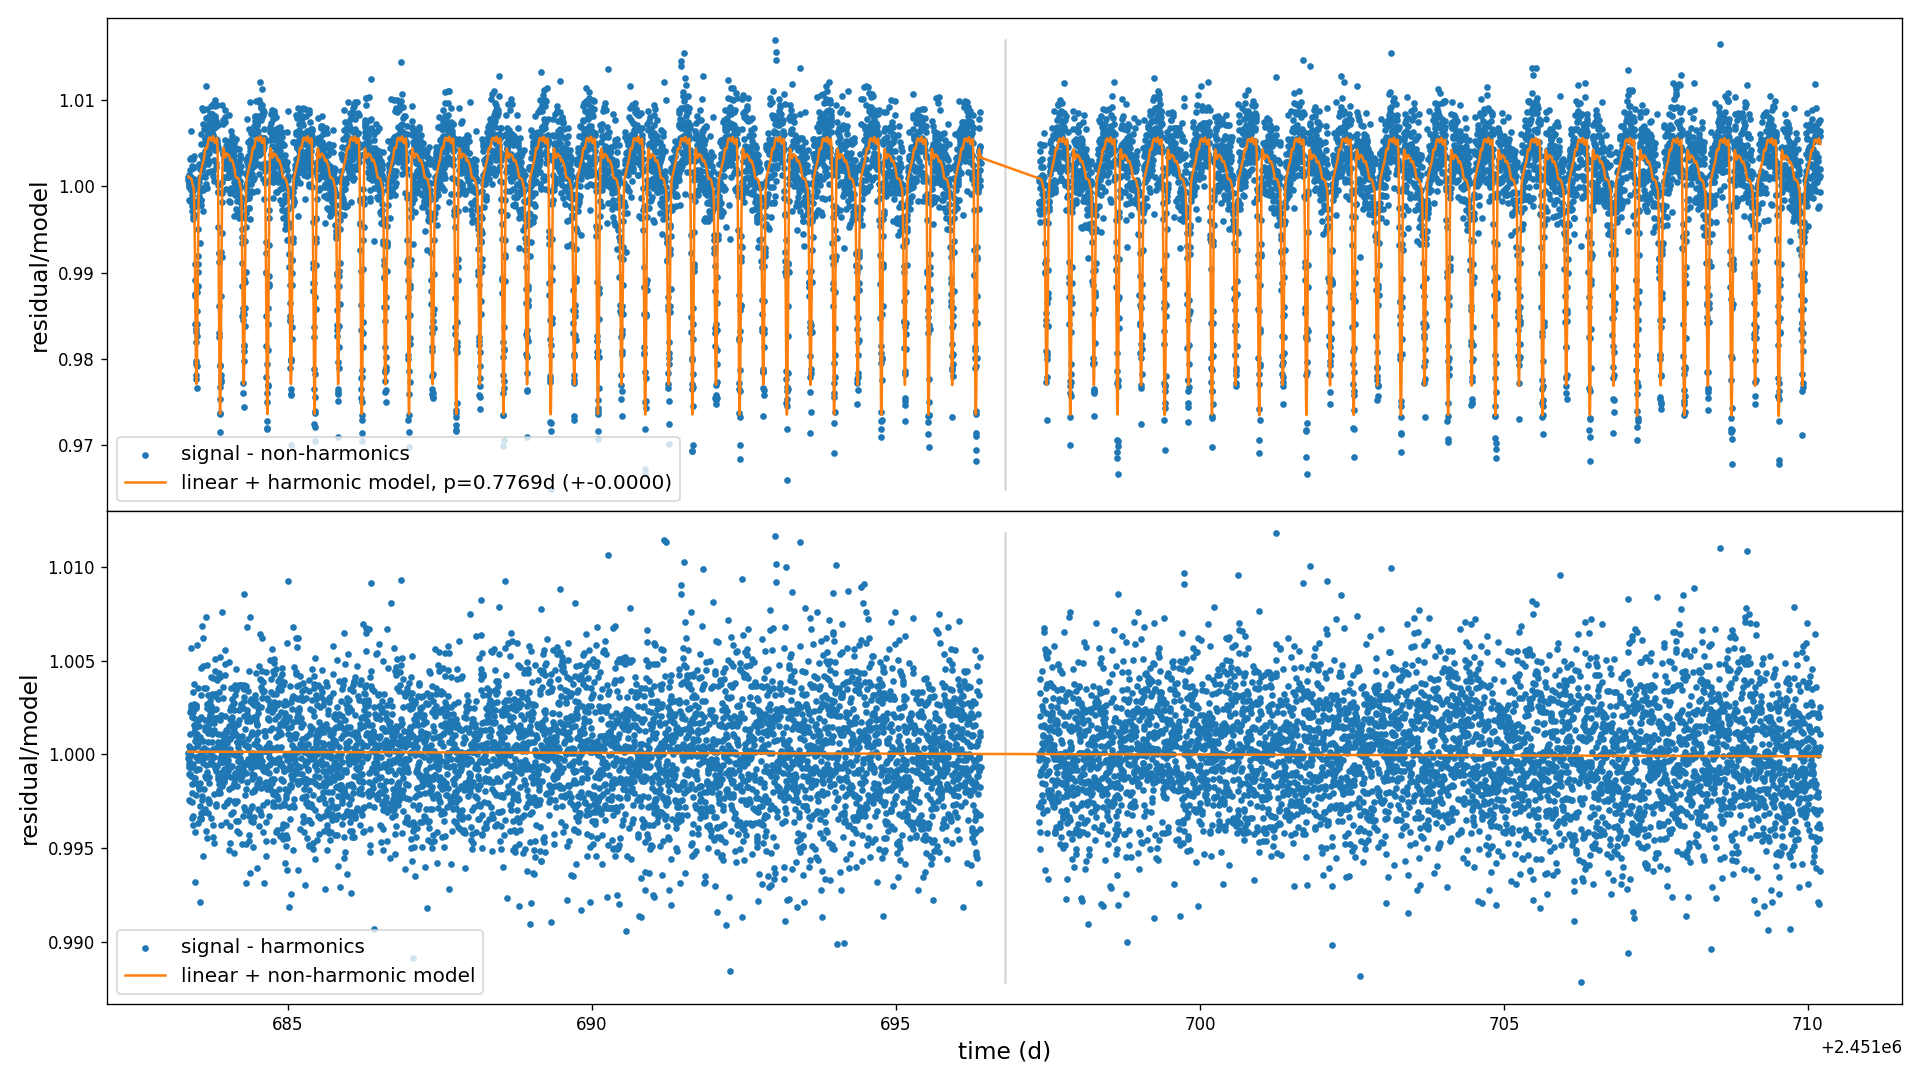 residual/model
1.01
1.00
0.99
0.98
0.97
signal - non-harmonics
linear + harmonic model, p=0.7769d (+-0.0000)
residual/model
1.010
1.005
1.000
0.995
0.990
signal - harmonics
linear + non-harmonic model
685
690
695
700
705
710
time (d)
+2.451e6